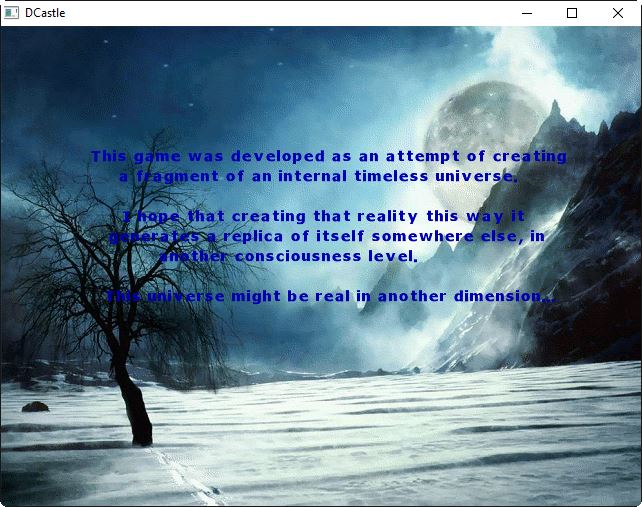 DCastle
This game was developed as an attempt of creating
a fragment of an internal timeless universe.
I hope that creating that reality this way it
generates a replica of itself somewhere else, in
another consciousness level.
This universe might be real in another dimension...